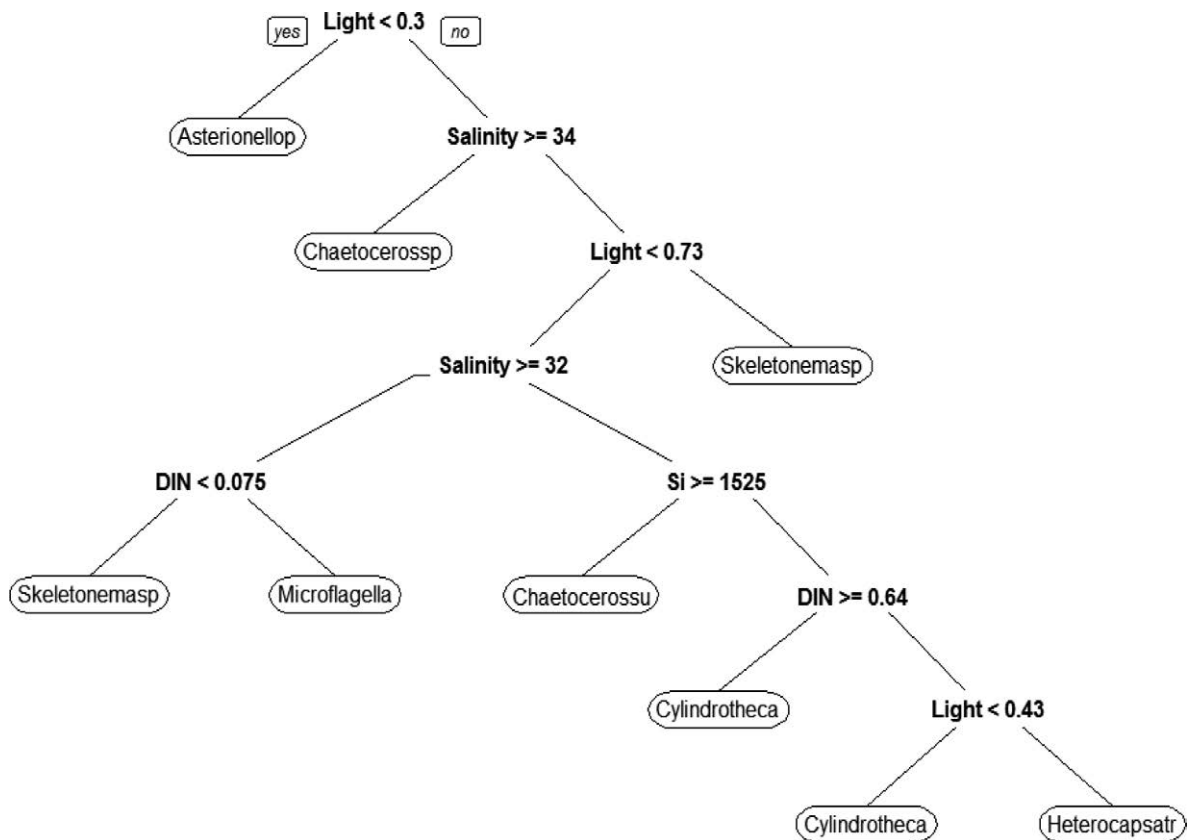 yes Light < 0.3 no
Asterionellop Salinity >= 34
Chaetocerossp Light < 0.73
Salinity >= 32 Skeletonemasp
DIN < 0.075 Si >= 1525
Skeletonemasp Microflagella Chaetocerossu DIN >= 0.64
Cylindrotheca Light < 0.43
Cylindrotheca Heterocapsatr